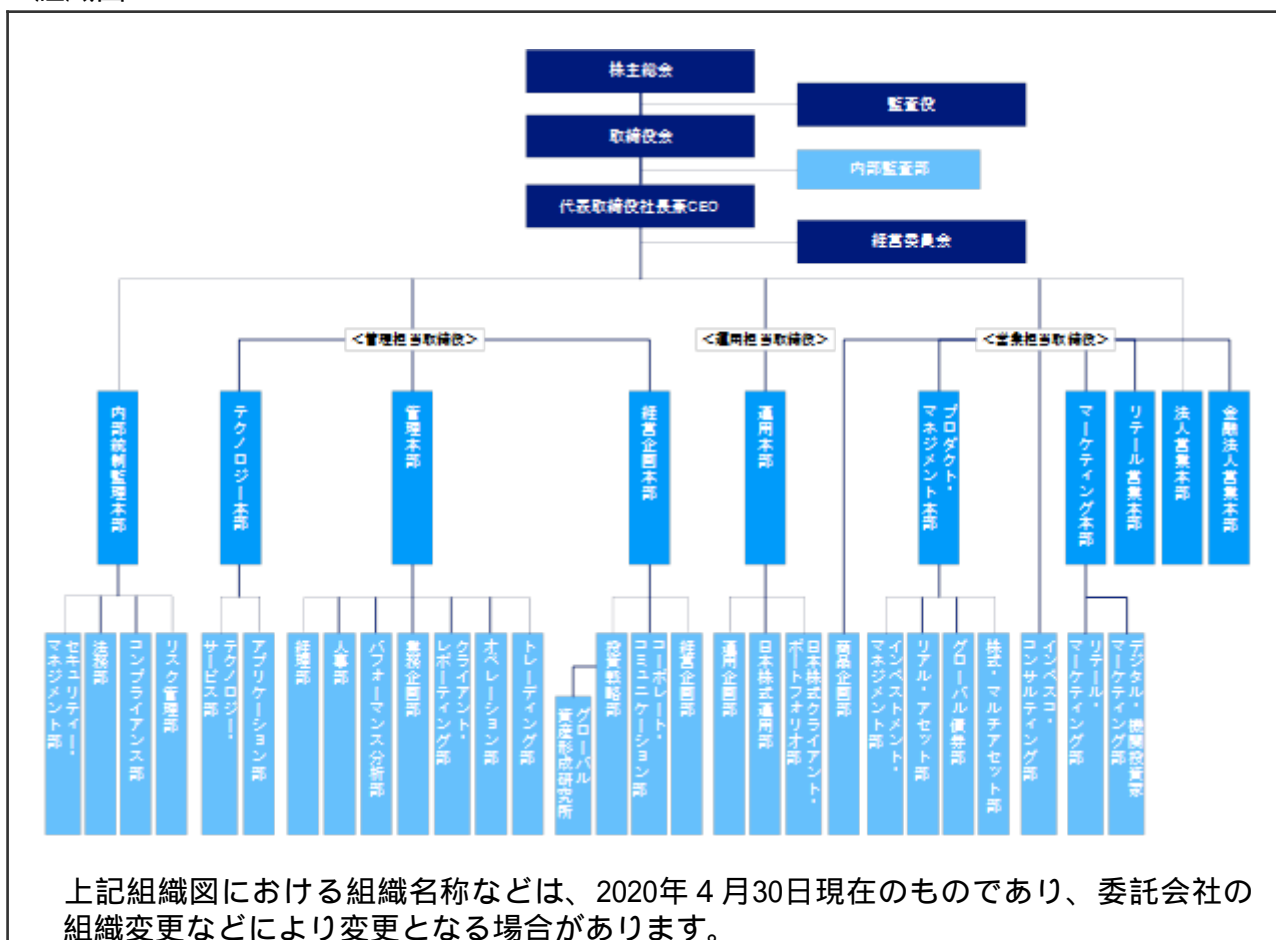 株主総会
監査役
取締役会
内部監査部
代表取締役社長兼CEO
経営委員会
＜管理担当取締役＞
＜運用担当取締役＞
＜営業担当取締役＞
内部統制監理本部
テクノロジー本部
管理本部
経営企画本部
運用本部
プロダクト・
マネジメント本部
マーケティング本部
リテール営業本部
法人営業本部
金融法人営業本部
セキュリティー・
マネジメント部
法務部
コンプライアンス部
リスク管理部
テクノロジー・
サービス部
アプリケーション部
経理部
人事部
パフォーマンス分析部
業務企画部
クライアント・
レポーティング部
オペレーション部
トレーディング部
グローバル
資産形成研究所
投資戦略部
コーポレート・
コミュニケーション部
経営企画部
運用企画部
日本株式運用部
日本株式クライアント・
ポートフォリオ部
商品企画部
インベストメント・
マネジメント部
リアル・アセット部
グローバル債券部
株式・マルチアセット部
インベスコ・
コンサルティング部
リテール・
マーケティング部
デジタル・機関投資家
マーケティング部
上記組織図における組織名称などは、2020年４月30日現在のものであり、委託会社の
組織変更などにより変更となる場合があります。